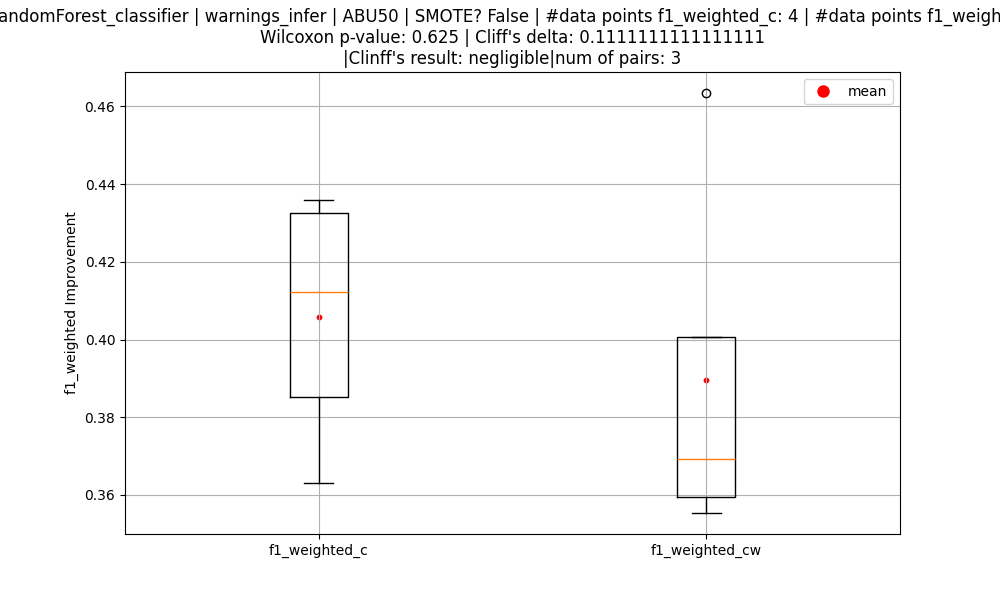 andomForest_classifier | warnings_infer | ABU50 | SMOTE? False | #data points f1_weighted_c: 4 | #data points f1_weigh
Wilcoxon p-value: 0.625 | Cliff's delta: 0.1111111111111111
|Clinff's result: negligible|num of pairs: 3
mean
0.46
0.44
0.42
0.40
0.38
0.36
f1_weighted Improvement
f1_weighted_c
f1_weighted_cw